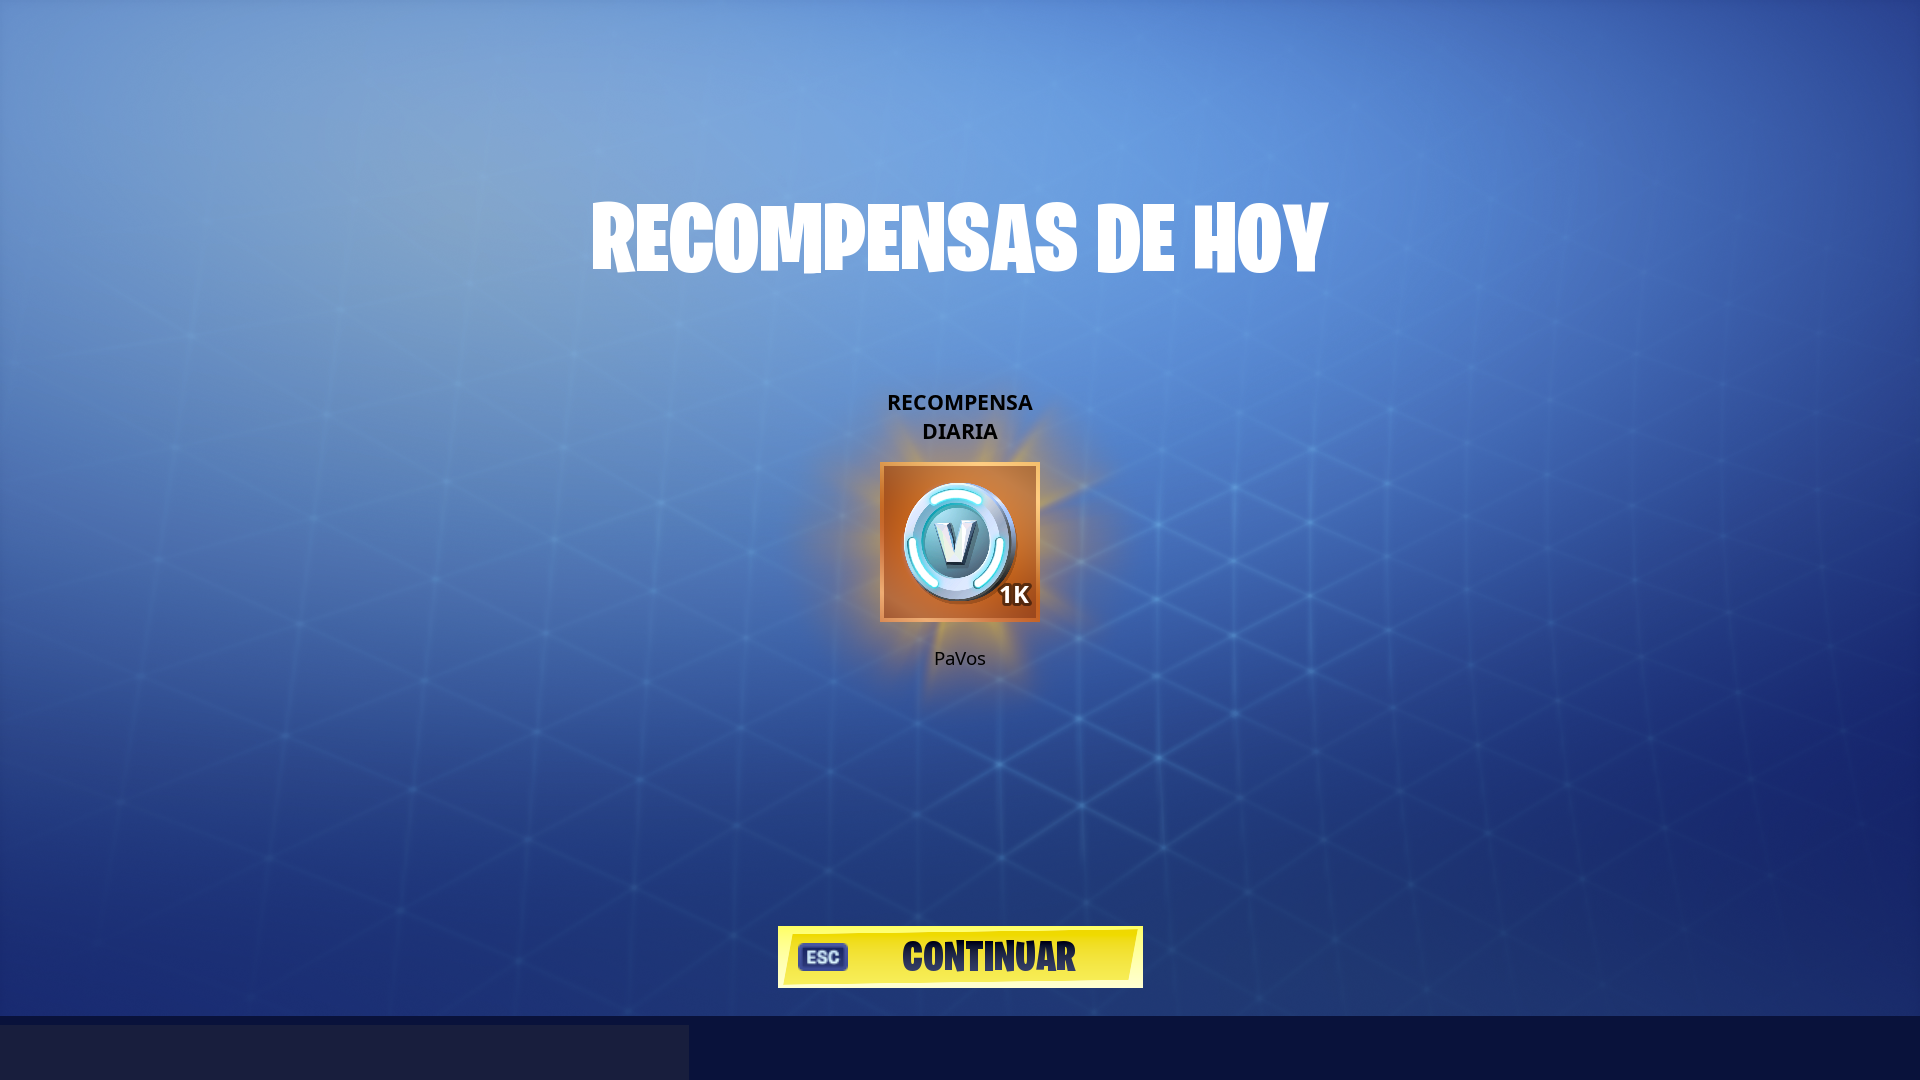 RECOMPENSAS DE HOY
RECOMPENSA
DIARIA
V
1K
PaVos
ESC CONTINUAR